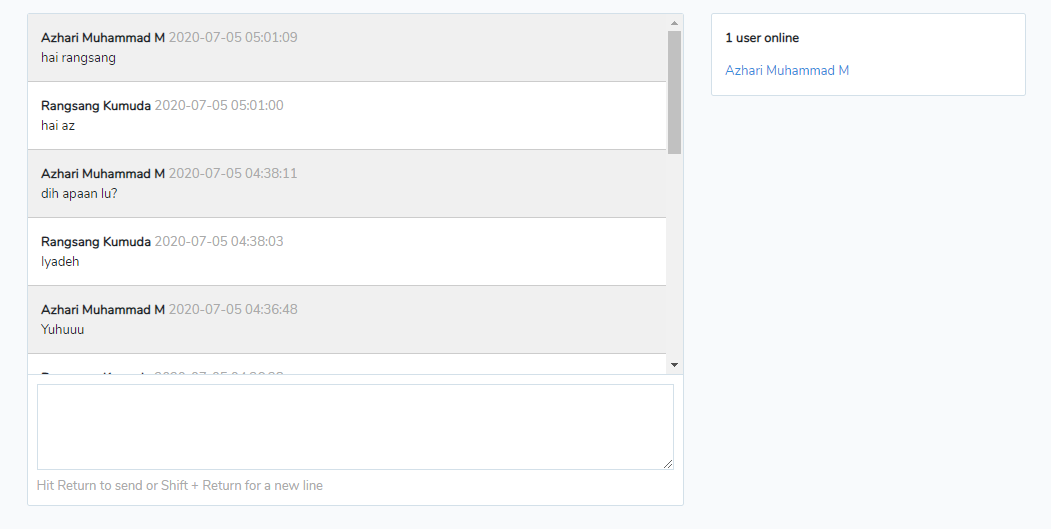 Azhari Muhammad M 2020-07-05 05:01:09
hai rangsang
Rangsang Kumuda 2020-07-05 05:01:00
hai az
Azhari Muhammad M 2020-07-05 04:38:11
dih apaan lu?
Rangsang Kumuda 2020-07-05 04:38:03
Iyadeh
Azhari Muhammad M 2020-07-05 04:36:48
Yuhuuu
Hit Return to send or Shift + Return for a new line
1 user online
Azhari Muhammad M